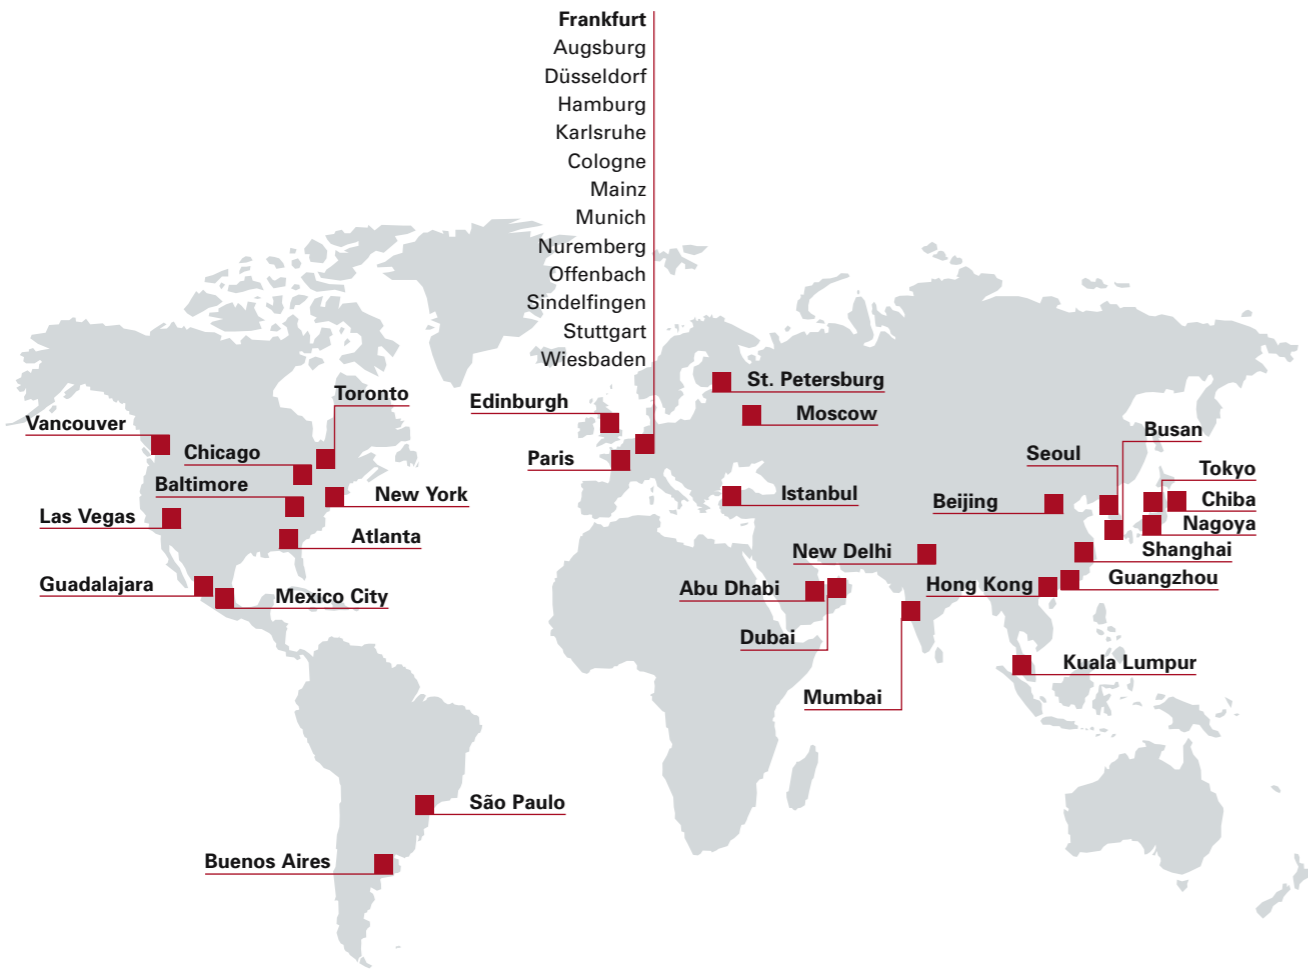 Frankfurt
Augsburg
Düsseldorf
Hamburg
Karlsruhe
Cologne
Mainz
Munich
Nuremberg
Offenbach
Sindelfingen
Stuttgart
Wiesbaden
St. Petersburg
Toronto
Edinburgh
Moscow
Vancouver
Busan
Chicago
Paris
Seoul
Tokyo
Baltimore
New York
Istanbul
Beijing
Chiba
Las Vegas
Nagoya
Atlanta
New Delhi
Shanghai
Guadalajara
Mexico City
Abu Dhabi
Hong Kong
Guangzhou
Dubai
Kuala Lumpur
Mumbai
São Paulo
Buenos Aires